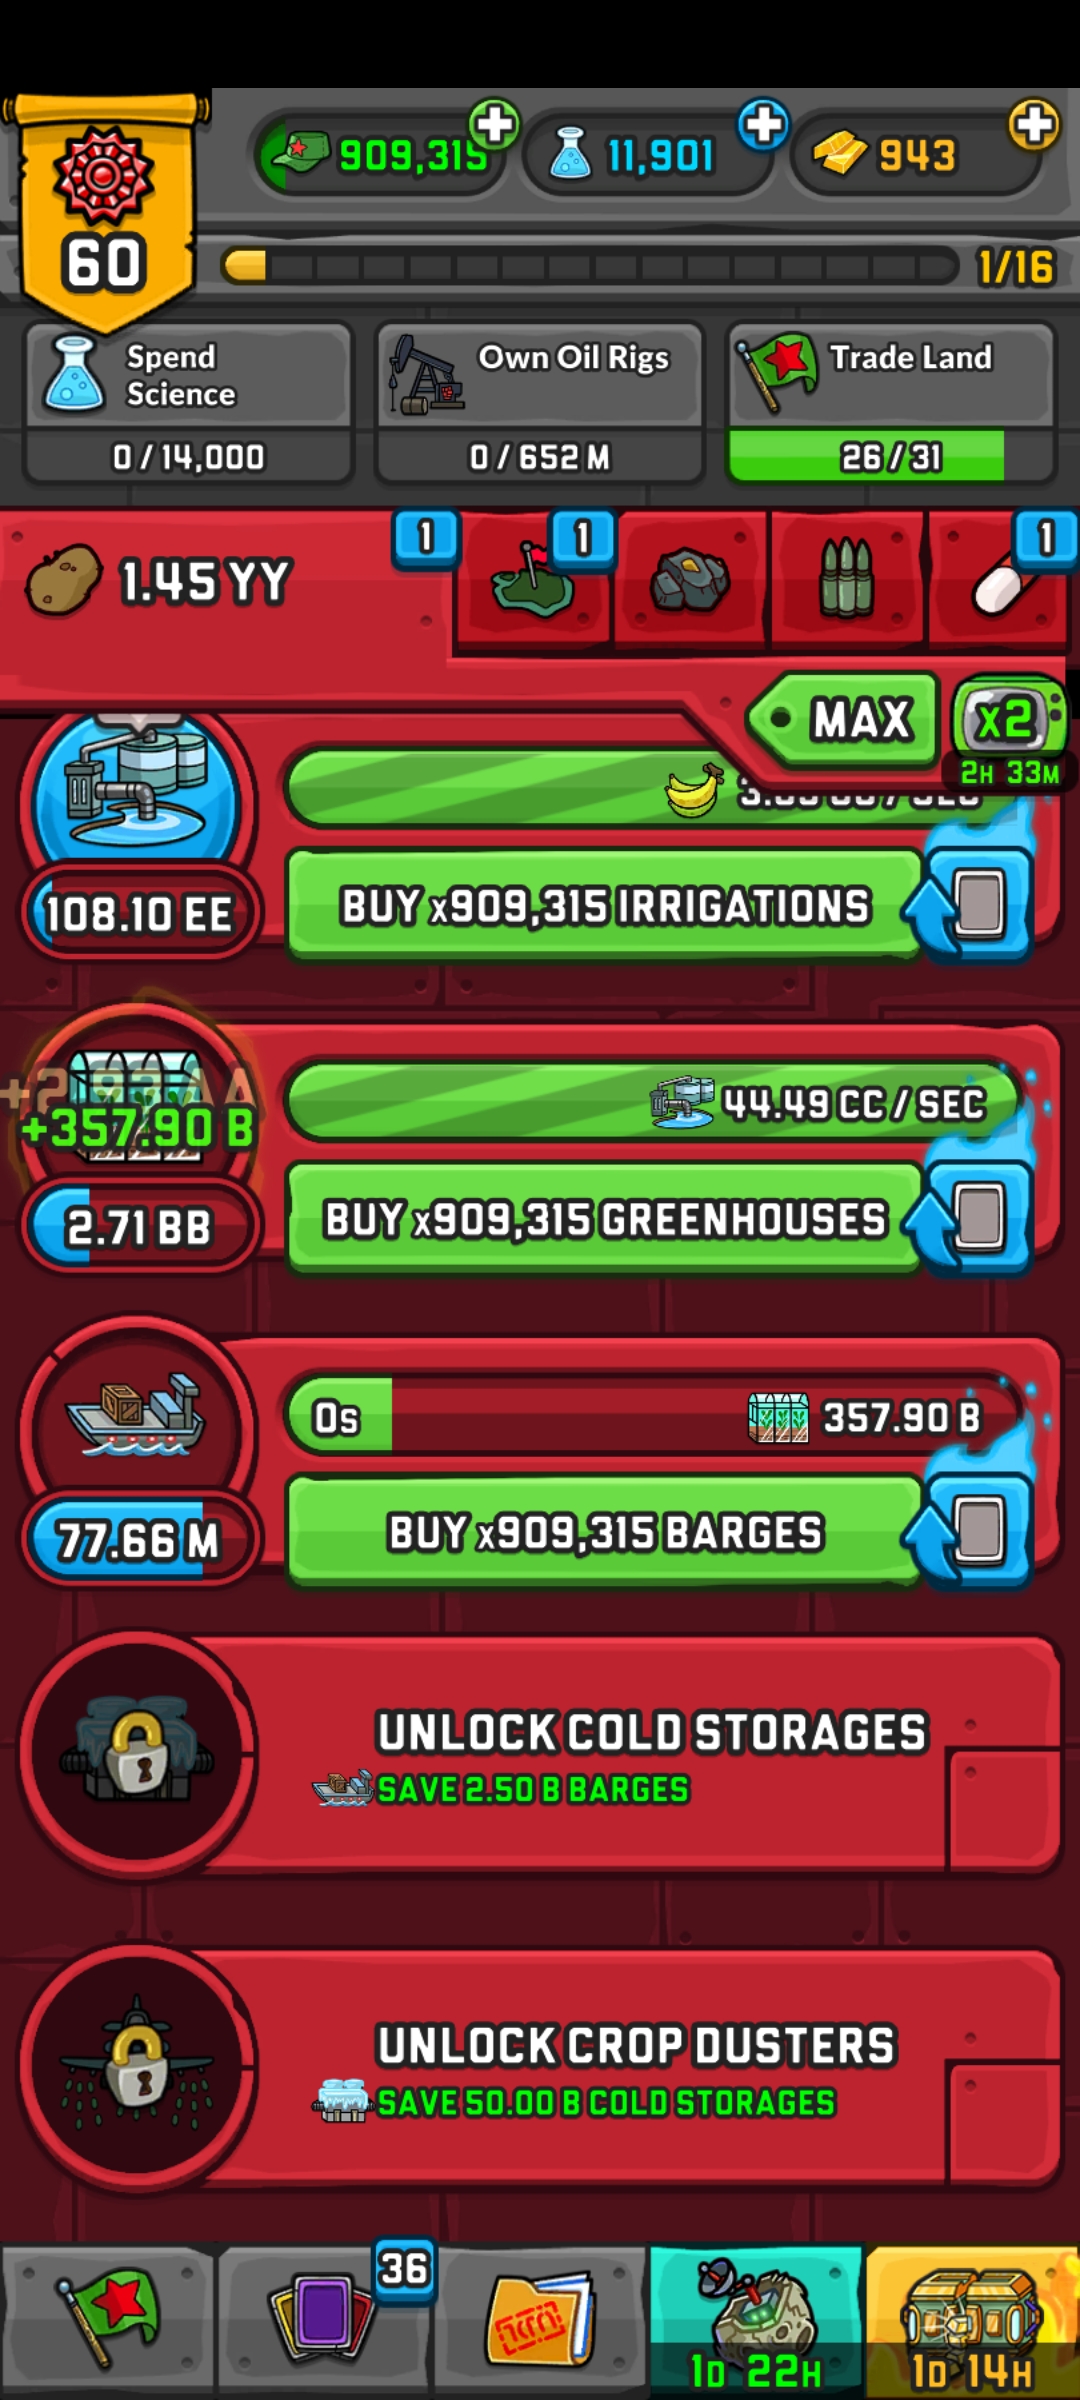 909,315
11,901
943
60
1/16
Spend
Science
0/14,000
Own Oil Rigs
0/652 M
Trade Land
26/31
1.45 YY
1
1
1
MAX
x2
2H 33M
108.10 EE
BUY x909,315 IRRIGATIONS
+357.90 B
44.49 CC / SEC
2.71 BB
BUY x909,315 GREENHOUSES
0s
357.90 B
77.66 M
BUY x909,315 BARGES
UNLOCK COLD STORAGES
SAVE 2.50 B BARGES
UNLOCK CROP DUSTERS
SAVE 50.00 B COLD STORAGES
36
1D 22H
1D 14H